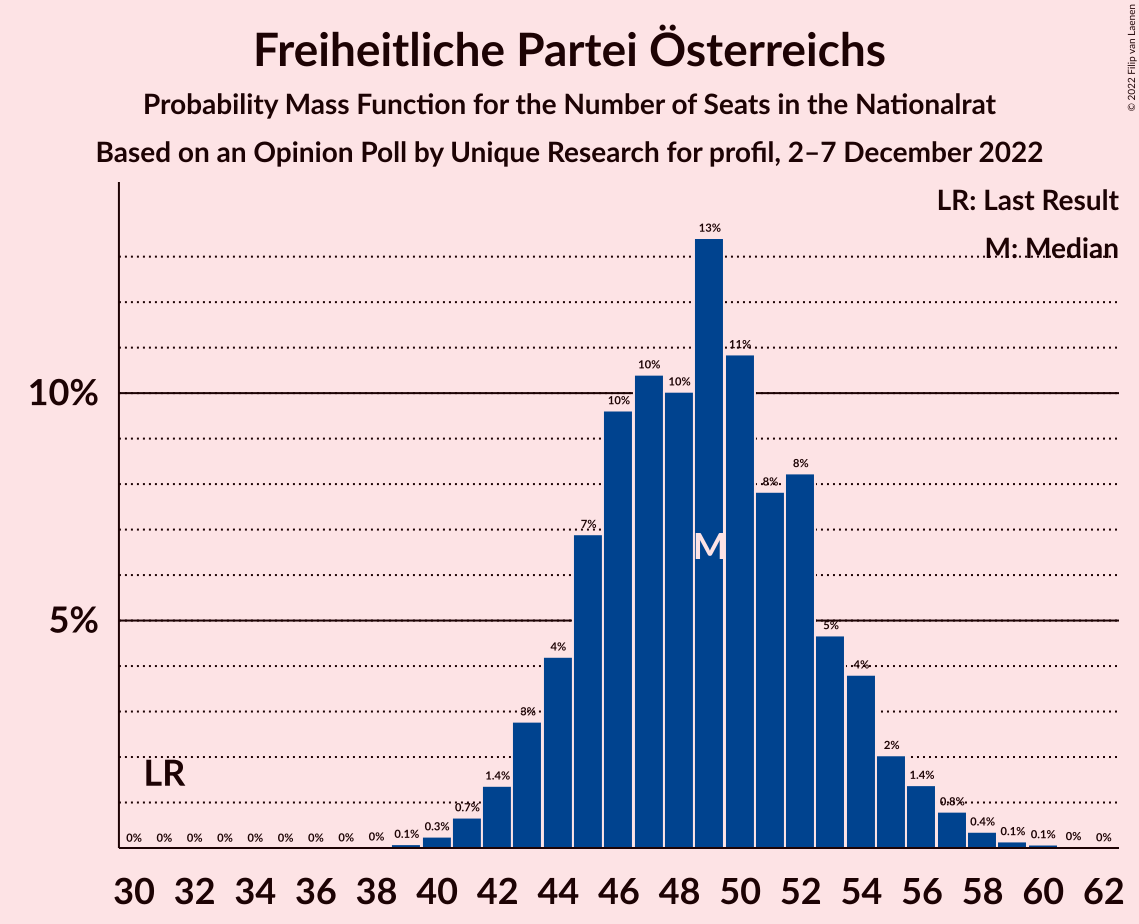 Freiheitliche Partei Österreichs
Probability Mass Function for the Number of Seats in the Nationalrat
Based on an Opinion Poll by Unique Research for profil, 2–7 December 2022
© 2022 Filip van Laenen
LR: Last Result
M: Median
10%
5%
LR
M
0% 0% 0% 0% 0% 0% 0% 0% 0% 0.1% 0.3% 0.7% 1.4% 3% 4% 7% 10% 10% 10% 13% 11% 8% 8% 5% 4% 2% 1.4% 0.8% 0.4% 0.1% 0.1% 0% 0%
30 32 34 36 38 40 42 44 46 48 50 52 54 56 58 60 62